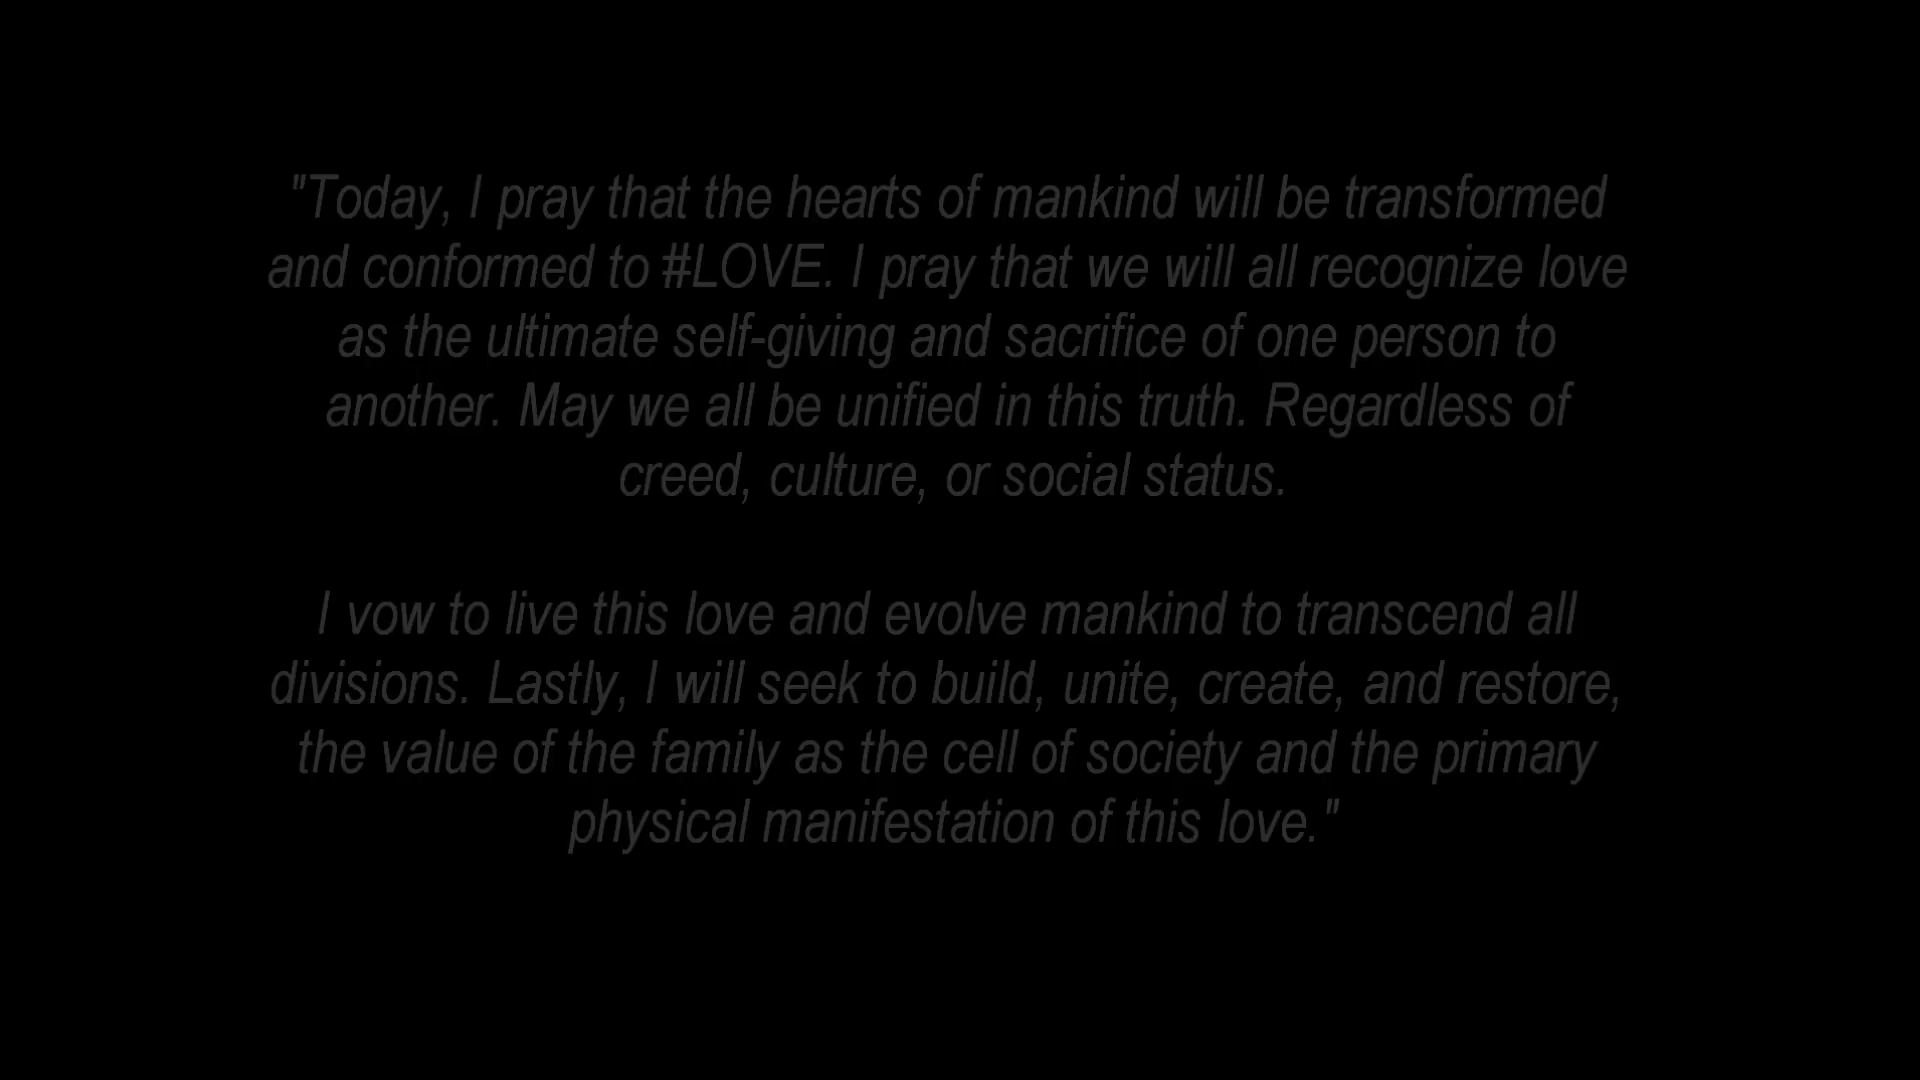 "Today, I pray that the hearts of mankind will be transformed
and conformed to #LOVE. I pray that we will all recognize love
as the ultimate self-giving and sacrifice of one person to
another. May we all be unified in this truth. Regardless of
creed, culture, or social status.
I vow to live this love and evolve mankind to transcend all
divisions. Lastly, I will seek to build, unite, create, and restore,
the value of the family as the cell of society and the primary
physical manifestation of this love."